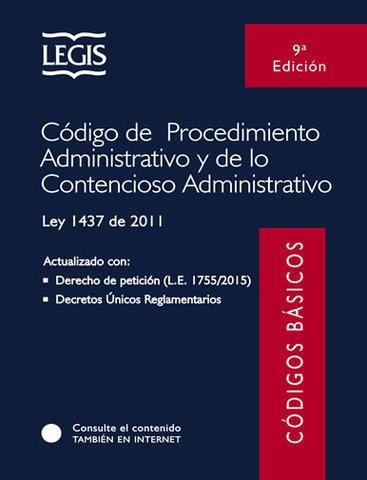 LEGIS
9ª
Edición
Código de Procedimiento
Administrativo y de lo
Contencioso Administrativo
Ley 1437 de 2011
Actualizado con:
▪ Derecho de petición (L.E. 1755/2015)
▪ Decretos Únicos Reglamentarios
CÓDIGOS BÁSICOS
Consulte el contenido
TAMBIÉN EN INTERNET